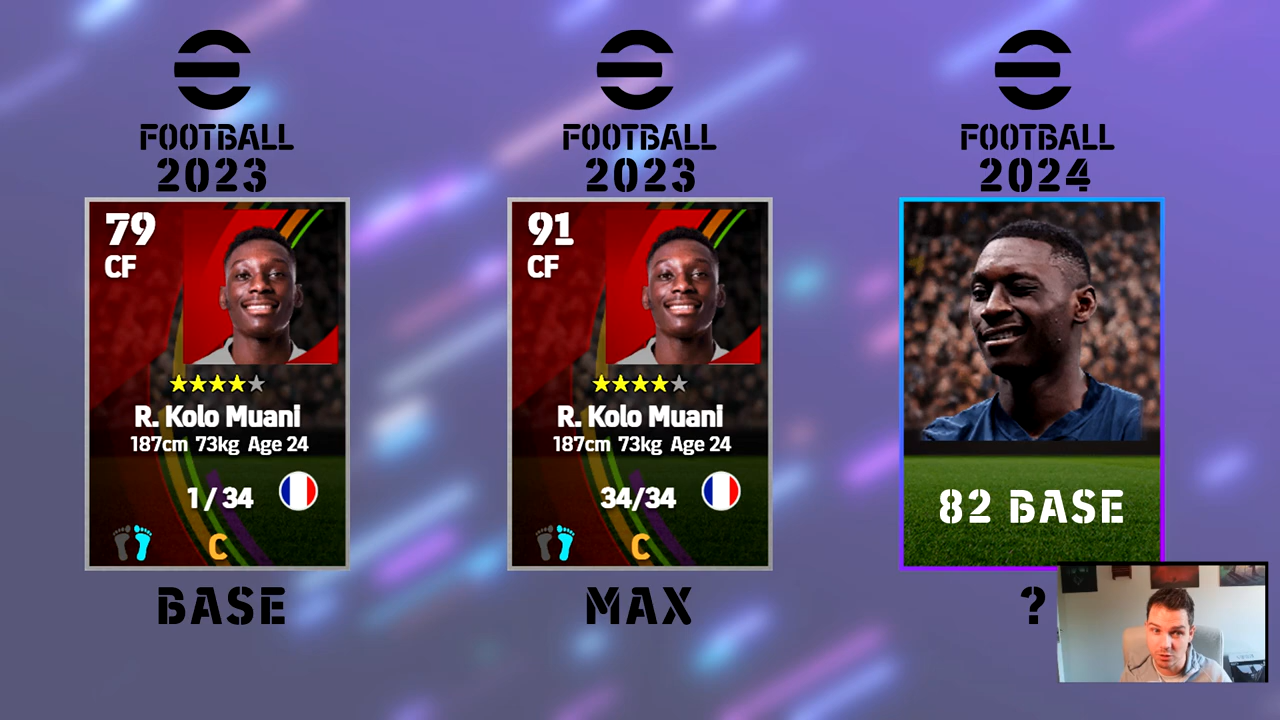 FOOTBALL
2023
79
CF
R. Kolo Muani
187cm 73kg Age 24
1 / 34
C
BASE
FOOTBALL
2023
91
CF
R. Kolo Muani
187cm 73kg Age 24
34/34
C
MAX
FOOTBALL
2024
82 BASE
?